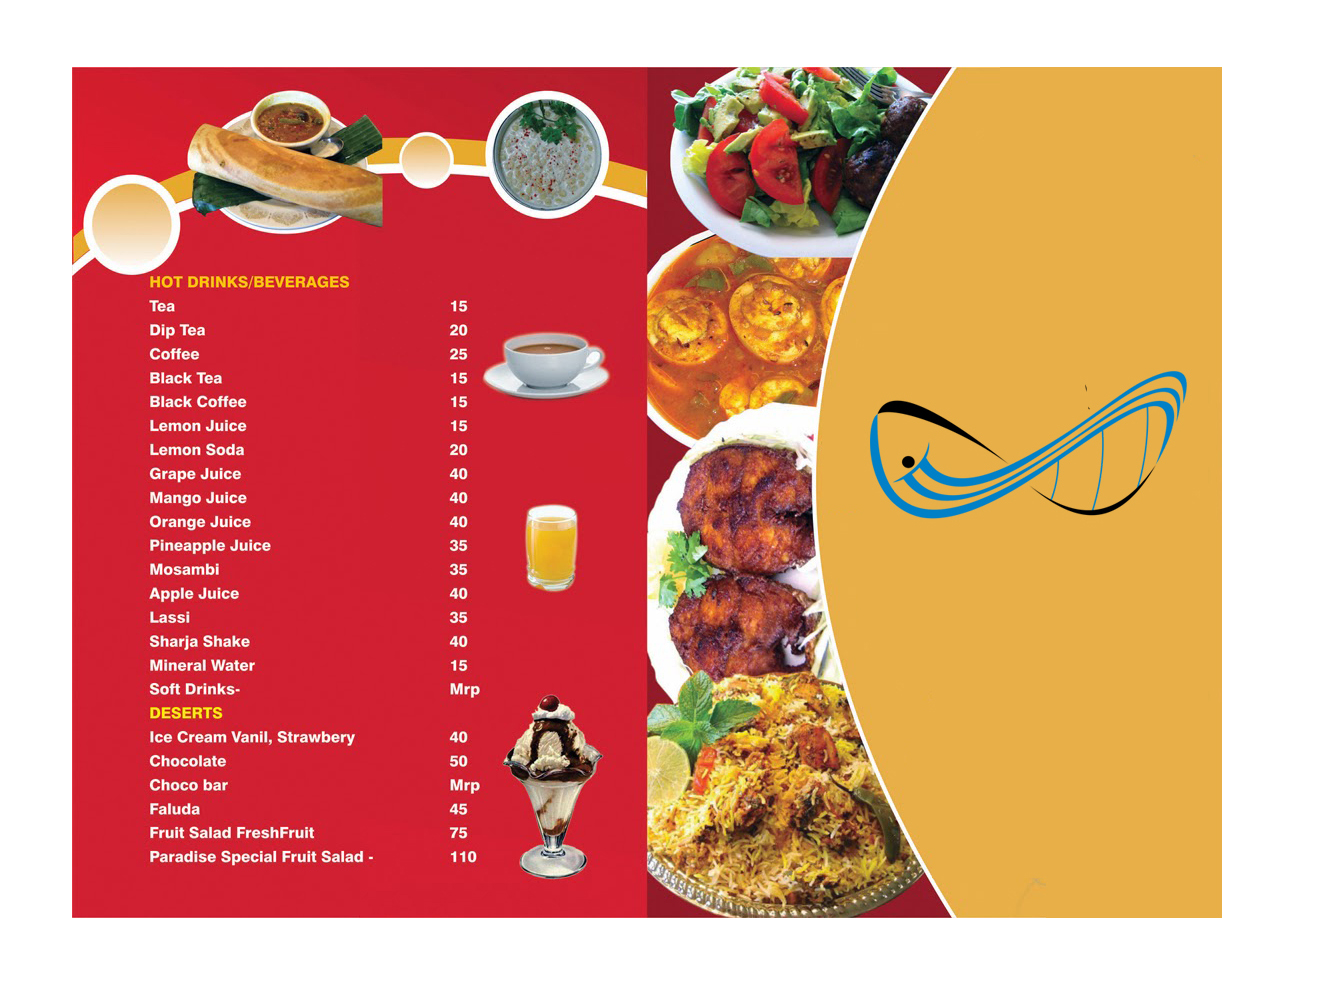 HOT DRINKS/BEVERAGES
Tea 15
Dip Tea 20
Coffee 25
Black Tea 15
Black Coffee 15
Lemon Juice 15
Lemon Soda 20
Grape Juice 40
Mango Juice 40
Orange Juice 40
Pineapple Juice 35
Mosambi 35
Apple Juice 40
Lassi 35
Sharja Shake 40
Mineral Water 15
Soft Drinks- Mrp
DESERTS
Ice Cream Vanil, Strawbery 40
Chocolate 50
Choco bar Mrp
Faluda 45
Fruit Salad FreshFruit 75
Paradise Special Fruit Salad - 110